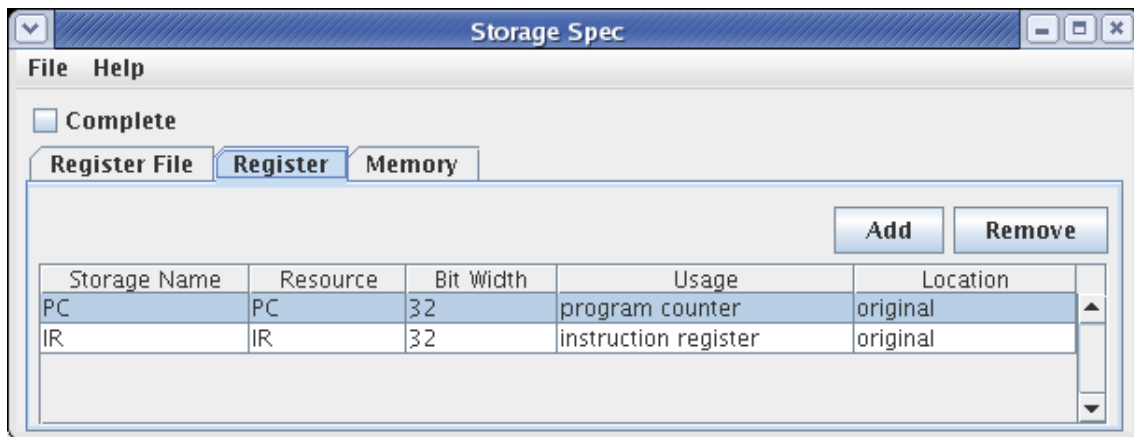 Storage Spec
File Help
Complete
Register File Register Memory
Add Remove
Storage Name Resource Bit Width Usage Location
PC PC 32 program counter original
IR IR 32 instruction register original